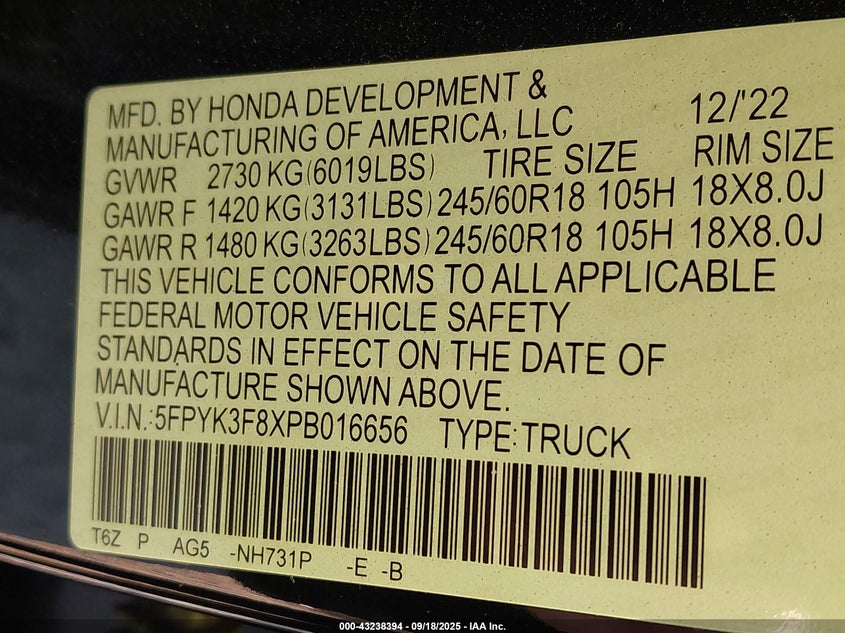 MFD. BY HONDA DEVELOPMENT &
MANUFACTURING OF AMERICA, LLC 12/'22
GVWR 2730 KG(6019LBS) TIRE SIZE RIM SIZE
GAWR F 1420 KG(3131LBS) 245/60R18 105H 18X8.0J
GAWR R 1480 KG(3263LBS) 245/60R18 105H 18X8.0J
THIS VEHICLE CONFORMS TO ALL APPLICABLE
FEDERAL MOTOR VEHICLE SAFETY
STANDARDS IN EFFECT ON THE DATE OF
MANUFACTURE SHOWN ABOVE.
V.I.N.:5FPYK3F8XPB016656 TYPE:TRUCK
T6Z P AG5 -NH731P -E -B
000-43238394 - 09/18/2025 - IAA Inc.